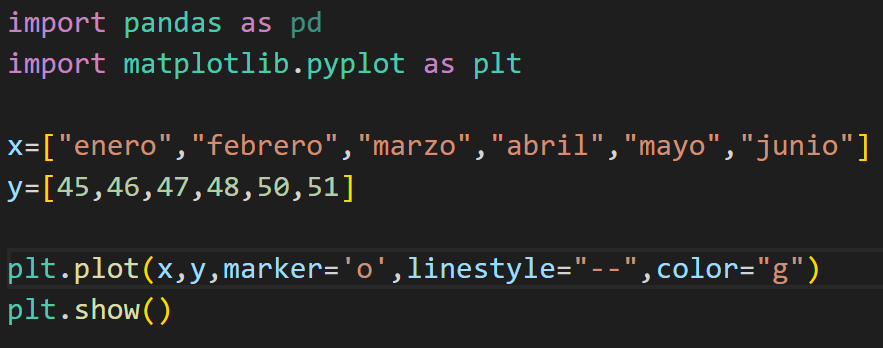 import pandas as pd
import matplotlib.pyplot as plt
x=["enero","febrero","marzo","abril","mayo","junio"]
y=[45,46,47,48,50,51]
plt.plot(x,y,marker='o',linestyle="--",color="g")
plt.show()